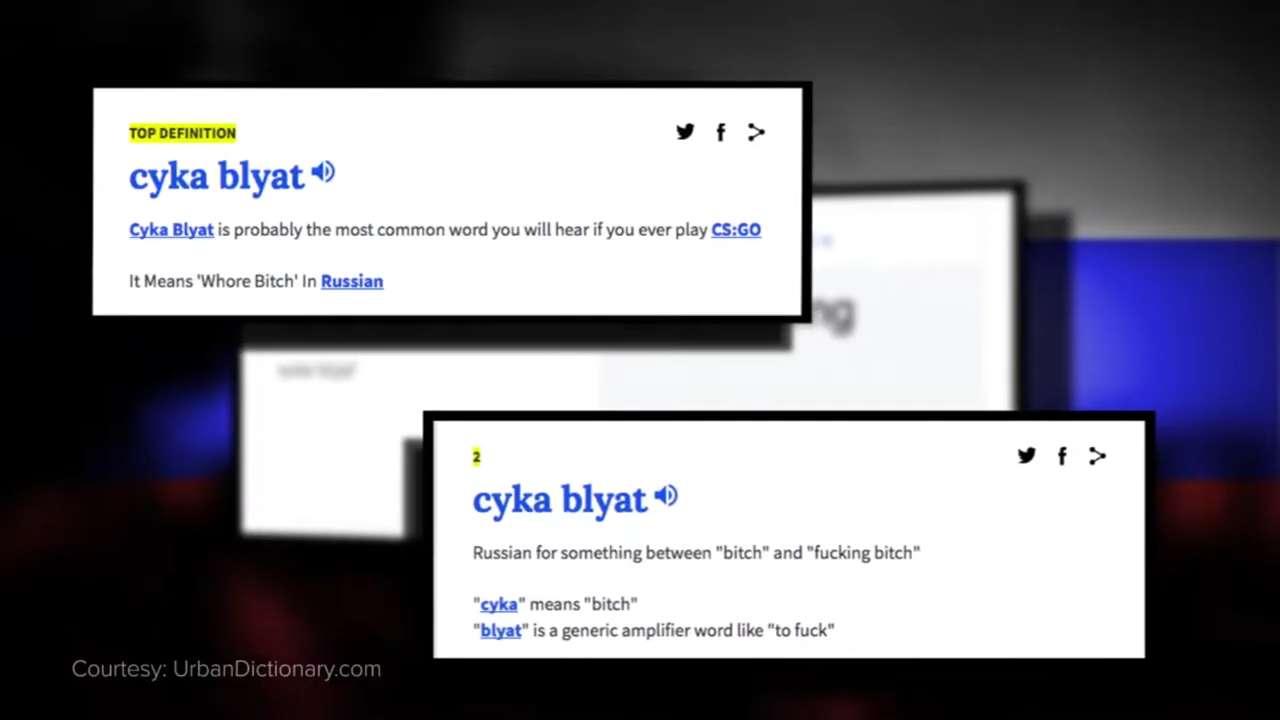 TOP DEFINITION
cyka blyat
Cyka Blyat is probably the most common word you will hear if you ever play CS:GO
It Means 'Whore Bitch' In Russian
ng
2
cyka blyat
Russian for something between "bitch" and "fucking bitch"
"cyka" means "bitch"
"blyat" is a generic amplifier word like "to fuck"
Courtesy: UrbanDictionary.com